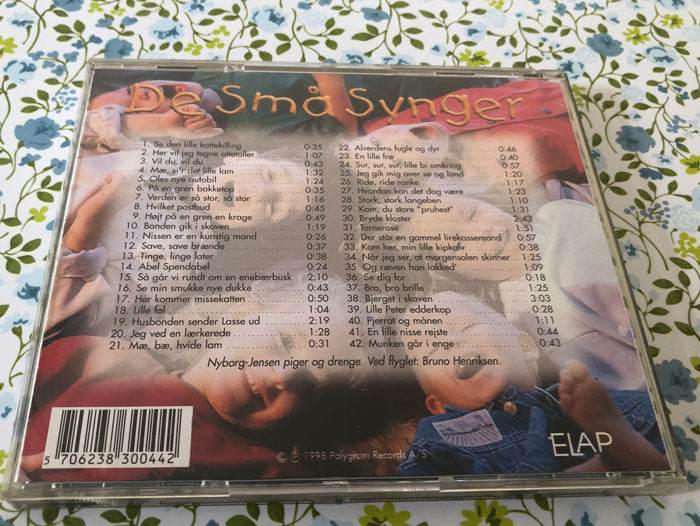 De Små Synger
1. Se den lille kattekilling 0:35
2. Her vil jeg tegne ottetaller 1:07
3. Vil du, vil du 0:43
4. Mæ, si'r det lille lam 1:32
5. Oles nye autobil 1:24
6. På en grøn bakketop 0:35
7. Verden er så stor, så stor 1:16
8. Hvilket postbud 0:45
9. Højt på en gren en krage 0:49
10. Bonden gik i skoven 1:19
11. Nissen er en kunstig mand 0:26
12. Save, save brænde 0:37
13. Tinge, linge later 0:38
14. Abel Spendabel 0:24
15. Så går vi rundt om en enebærbusk 2:10
16. Se min smukke nye dukke 0:43
17. Her kommer missekatten 0:50
18. Lille føl 1:04
19. Husbonden sender Lasse ud 2:19
20. Jeg ved en lærkerede 1:28
21. Mæ, bæ, hvide lam 0:31
22. Alverdens fugle og dyr 0:46
23. En lille frø 0:40
24. Sur, sur, sur, lille bi omkring 0:57
25. Jeg gik mig over sø og land 1:20
26. Ride, ride ranke 1:17
27. Hvordan kan det dog være 1:23
28. Stork, stork langeben 1:10
29. Kom, du store "pruhest" 1:31
30. Bryde kloster 2:43
31. Tornerose 1:51
32. Der står en gammel lirekassemand 0:57
33. Kom her, min lille kipkalv 0:38
34. Når jeg ser, at morgensolen skinner 1:25
35. Og ræven han lokked' 1:09
36. Se dig for 0:18
37. Bro, bro brille 1:25
38. Bjerget i skoven 3:03
39. Lille Peter edderkop 0:28
40. Pjerrot og månen 1:11
41. En lille nisse rejste 0:44
42. Munken går i enge 0:43
Nyborg-Jensen piger og drenge. Ved flyglet: Bruno Henriksen.
5 706238 300442
© ℗ 1993 Polygram Records A/S
ELAP